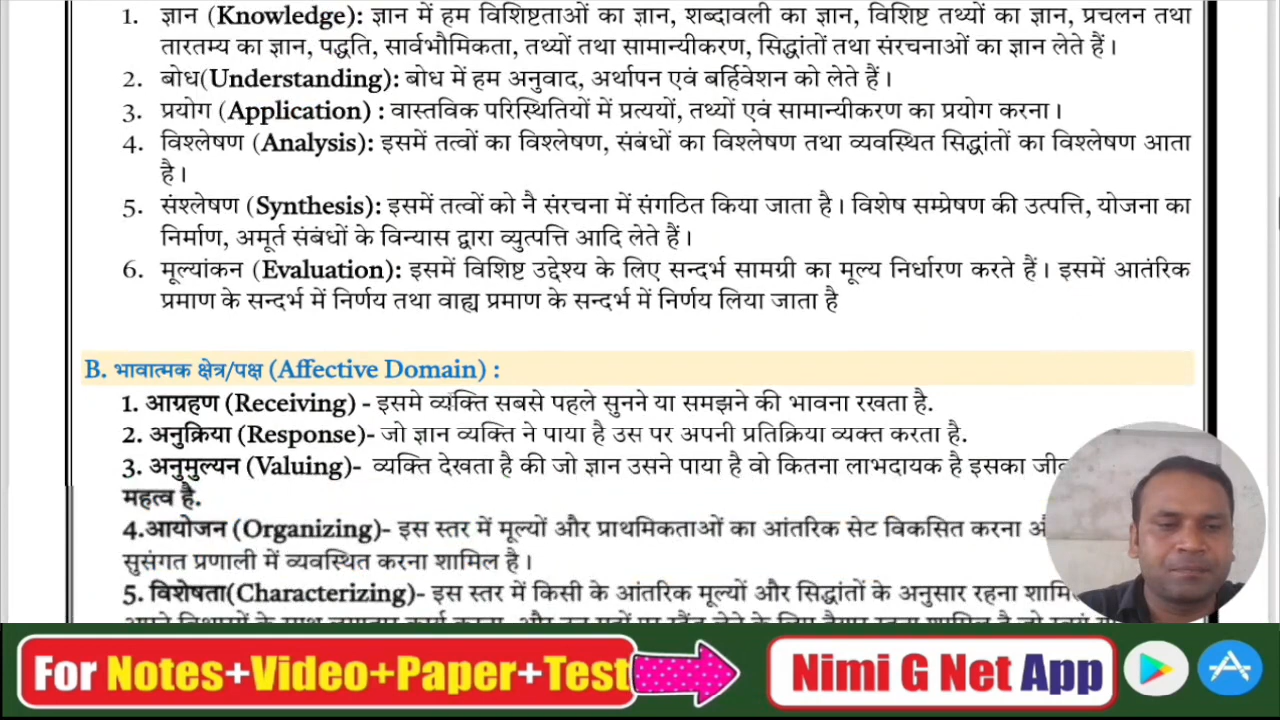 1. ज्ञान (Knowledge): ज्ञान में हम विशिष्टताओं का ज्ञान, शब्दावली का ज्ञान, विशिष्ट तथ्यों का ज्ञान, प्रचलन तथा
तारतम्य का ज्ञान, पद्धति, सार्वभौमिकता, तथ्यों तथा सामान्यीकरण, सिद्धांतों तथा संरचनाओं का ज्ञान लेते हैं।
2. बोध(Understanding): बोध में हम अनुवाद, अर्थापन एवं बर्हिवेशन को लेते हैं।
3. प्रयोग (Application) : वास्तविक परिस्थितियों में प्रत्ययों, तथ्यों एवं सामान्यीकरण का प्रयोग करना।
4. विश्लेषण (Analysis): इसमें तत्वों का विश्लेषण, संबंधों का विश्लेषण तथा व्यवस्थित सिद्धांतों का विश्लेषण आता
है।
5. संश्लेषण (Synthesis): इसमें तत्वों को नै संरचना में संगठित किया जाता है। विशेष सम्प्रेषण की उत्पत्ति, योजना का
निर्माण, अमूर्त संबंधों के विन्यास द्वारा व्युत्पत्ति आदि लेते हैं।
6. मूल्यांकन (Evaluation): इसमें विशिष्ट उद्देश्य के लिए सन्दर्भ सामग्री का मूल्य निर्धारण करते हैं। इसमें आतंरिक
प्रमाण के सन्दर्भ में निर्णय तथा वाह्य प्रमाण के सन्दर्भ में निर्णय लिया जाता है
B. भावात्मक क्षेत्र/पक्ष (Affective Domain) :
1. आग्रहण (Receiving) - इसमे व्यक्ति सबसे पहले सुनने या समझने की भावना रखता है.
2. अनुक्रिया (Response)- जो ज्ञान व्यक्ति ने पाया है उस पर अपनी प्रतिक्रिया व्यक्त करता है.
3. अनुमुल्यन (Valuing)- व्यक्ति देखता है की जो ज्ञान उसने पाया है वो कितना लाभदायक है इसका
महत्व है.
4.आयोजन (Organizing)- इस स्तर में मूल्यों और प्राथमिकताओं का आंतरिक सेट विकसित करना
सुसंगत प्रणाली में व्यवस्थित करना शामिल है।
5. विशेषता(Characterizing)- इस स्तर में किसी के आंतरिक मूल्यों और सिद्धांतों के अनुसार रहना
For Notes+Video+Paper+Test
Nimi G Net App